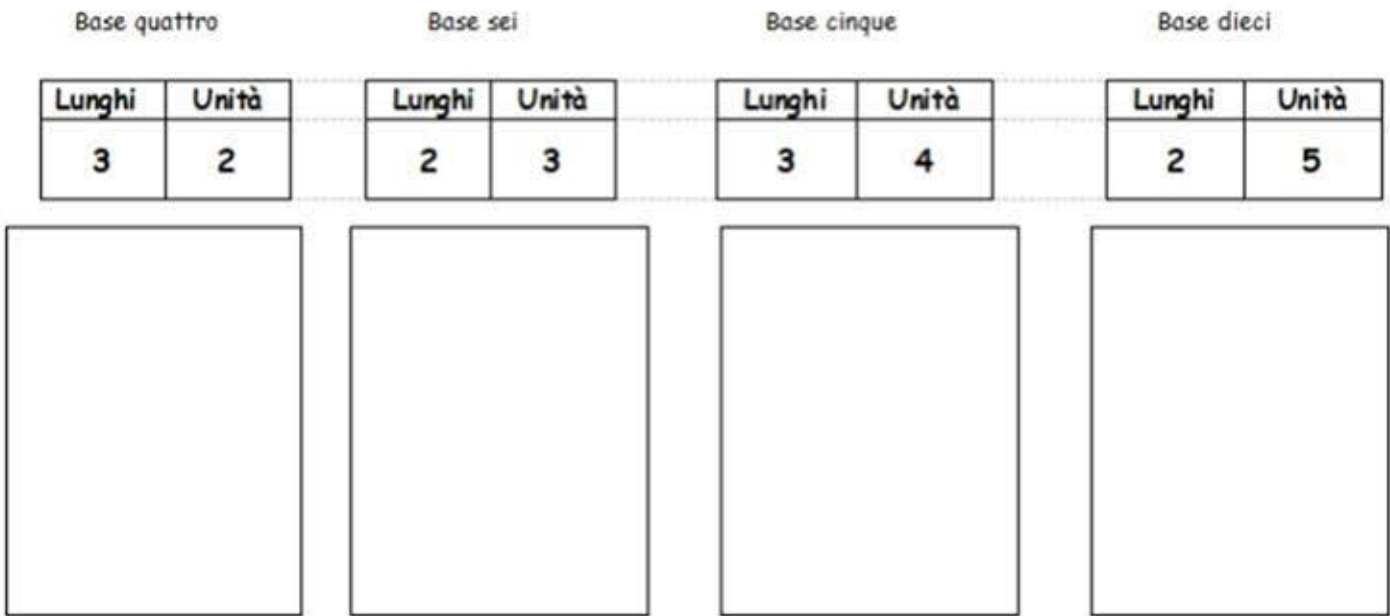 Base quattro Base sei Base cinque Base dieci
Lunghi Unità Lunghi Unità Lunghi Unità Lunghi Unità
3 2 2 3 3 4 2 5